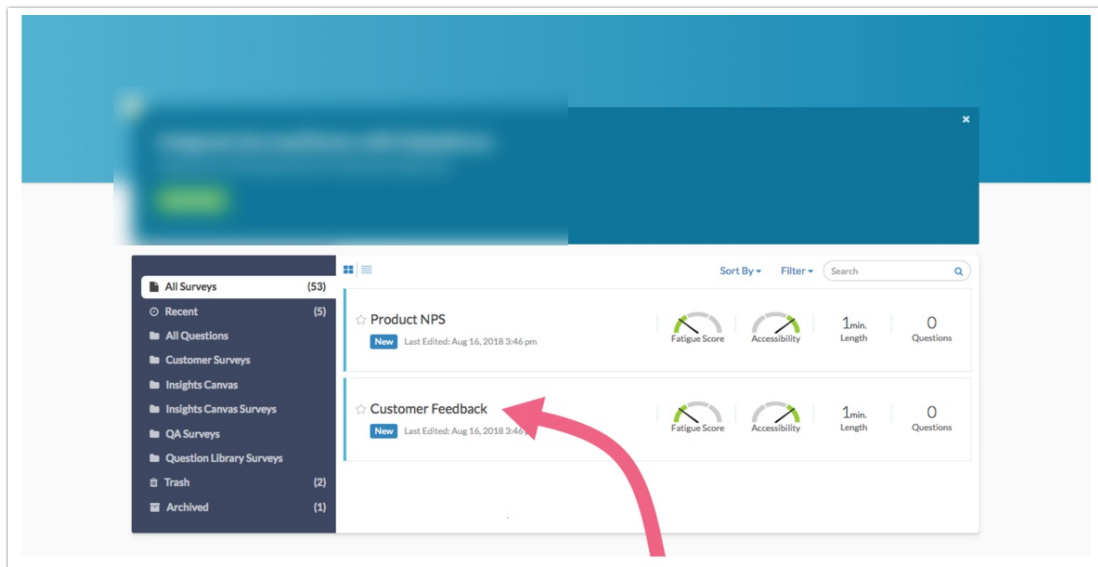 Sort By Filter Search
All Surveys (53)
Recent (5)
All Questions
Customer Surveys
Insights Canvas
Insights Canvas Surveys
QA Surveys
Question Library Surveys
Trash (2)
Archived (1)
Product NPS
New Last Edited: Aug 16, 2018 3:46 pm
Fatigue Score
Accessibility
1min.
Length
0
Questions
Customer Feedback
New Last Edited: Aug 16, 2018 3:46
Fatigue Score
Accessibility
1min.
Length
0
Questions